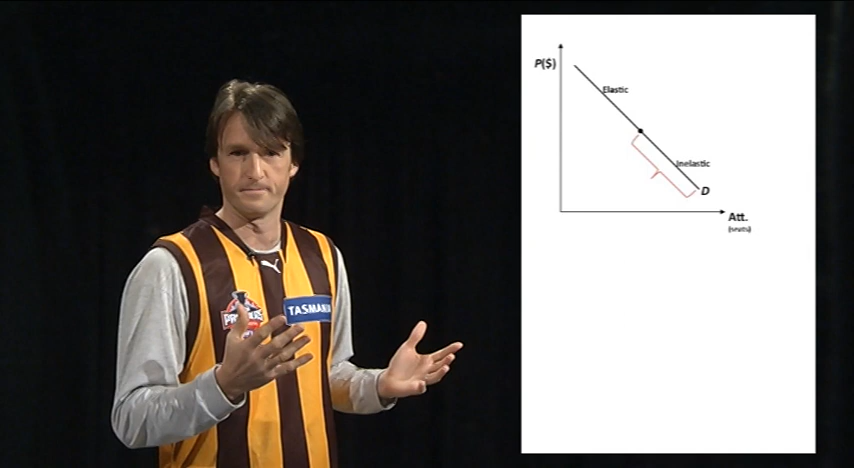 P($)
Elastic
Inelastic
D
Att.
(seats)
TASMANIA